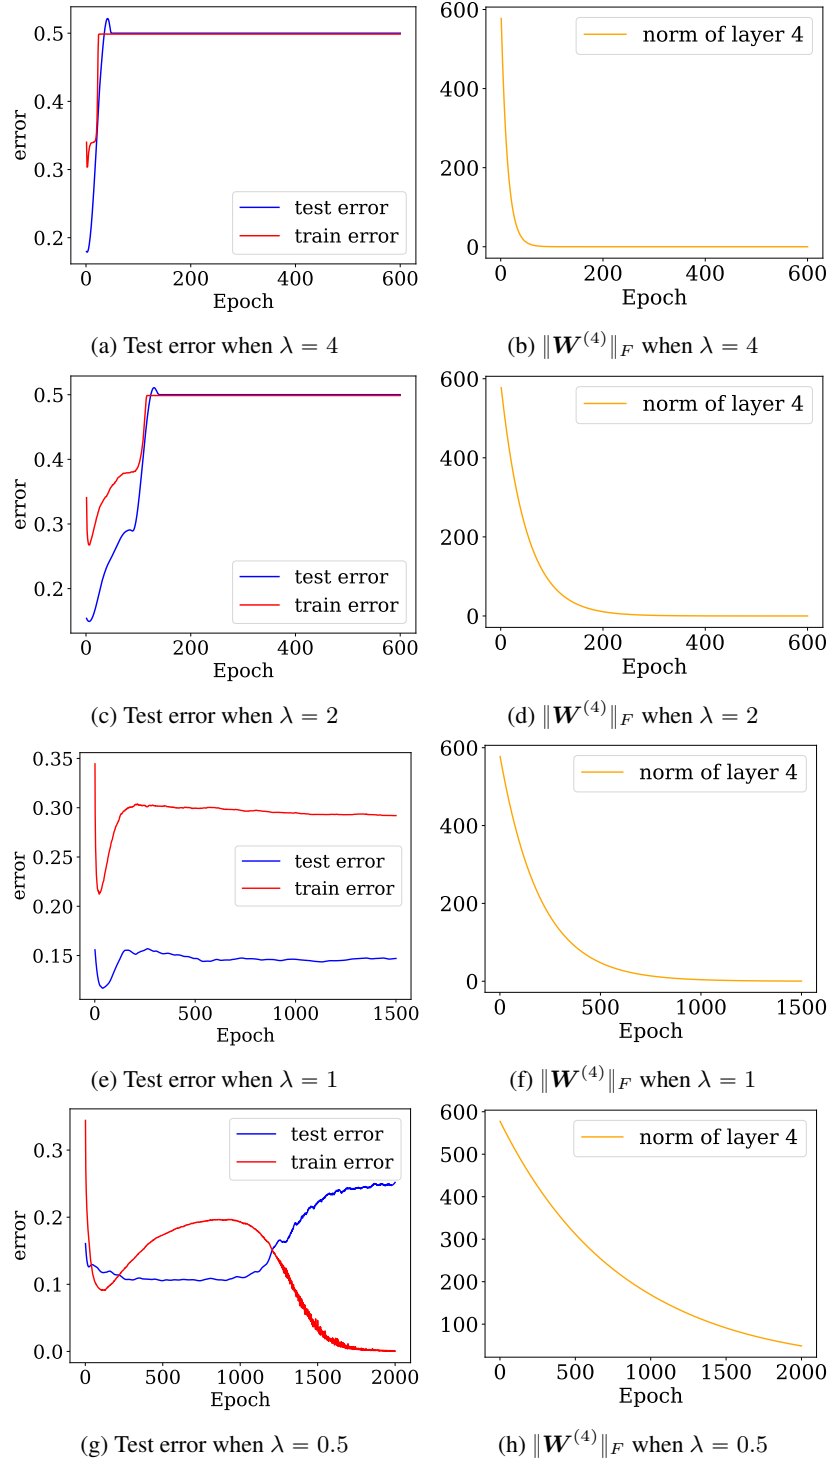 0.5
0.4
0.3
0.2
error
0
200
400
600
Epoch
test error
train error
(a) Test error when λ = 4
600
400
200
0
0
200
400
600
Epoch
norm of layer 4
(b) ‖W⁽⁴⁾‖F when λ = 4
0.5
0.4
0.3
0.2
error
0
200
400
600
Epoch
test error
train error
(c) Test error when λ = 2
600
400
200
0
0
200
400
600
Epoch
norm of layer 4
(d) ‖W⁽⁴⁾‖F when λ = 2
0.35
0.30
0.25
0.20
0.15
error
0
500
1000
1500
Epoch
test error
train error
(e) Test error when λ = 1
600
400
200
0
0
500
1000
1500
Epoch
norm of layer 4
(f) ‖W⁽⁴⁾‖F when λ = 1
0.3
0.2
0.1
0.0
error
0
500
1000
1500
2000
Epoch
test error
train error
(g) Test error when λ = 0.5
600
500
400
300
200
100
0
500
1000
1500
2000
Epoch
norm of layer 4
(h) ‖W⁽⁴⁾‖F when λ = 0.5